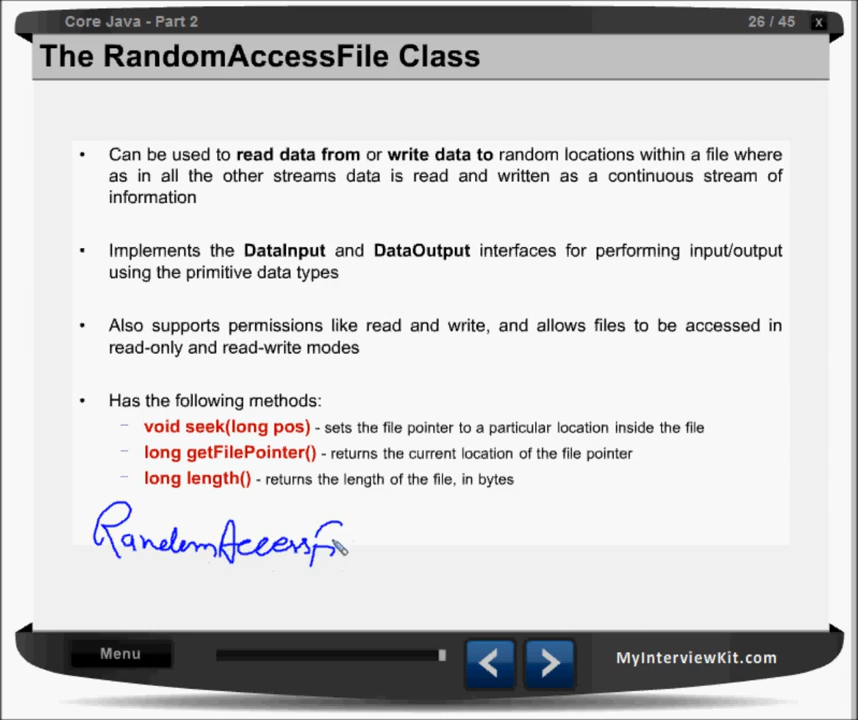 Core Java - Part 2
26 / 45
X
The RandomAccessFile Class
• Can be used to read data from or write data to random locations within a file where
as in all the other streams data is read and written as a continuous stream of
information
• Implements the DataInput and DataOutput interfaces for performing input/output
using the primitive data types
• Also supports permissions like read and write, and allows files to be accessed in
read-only and read-write modes
• Has the following methods:
– void seek(long pos) - sets the file pointer to a particular location inside the file
– long getFilePointer() - returns the current location of the file pointer
– long length() - returns the length of the file, in bytes
RandomAccessF
Menu
MyInterviewKit.com